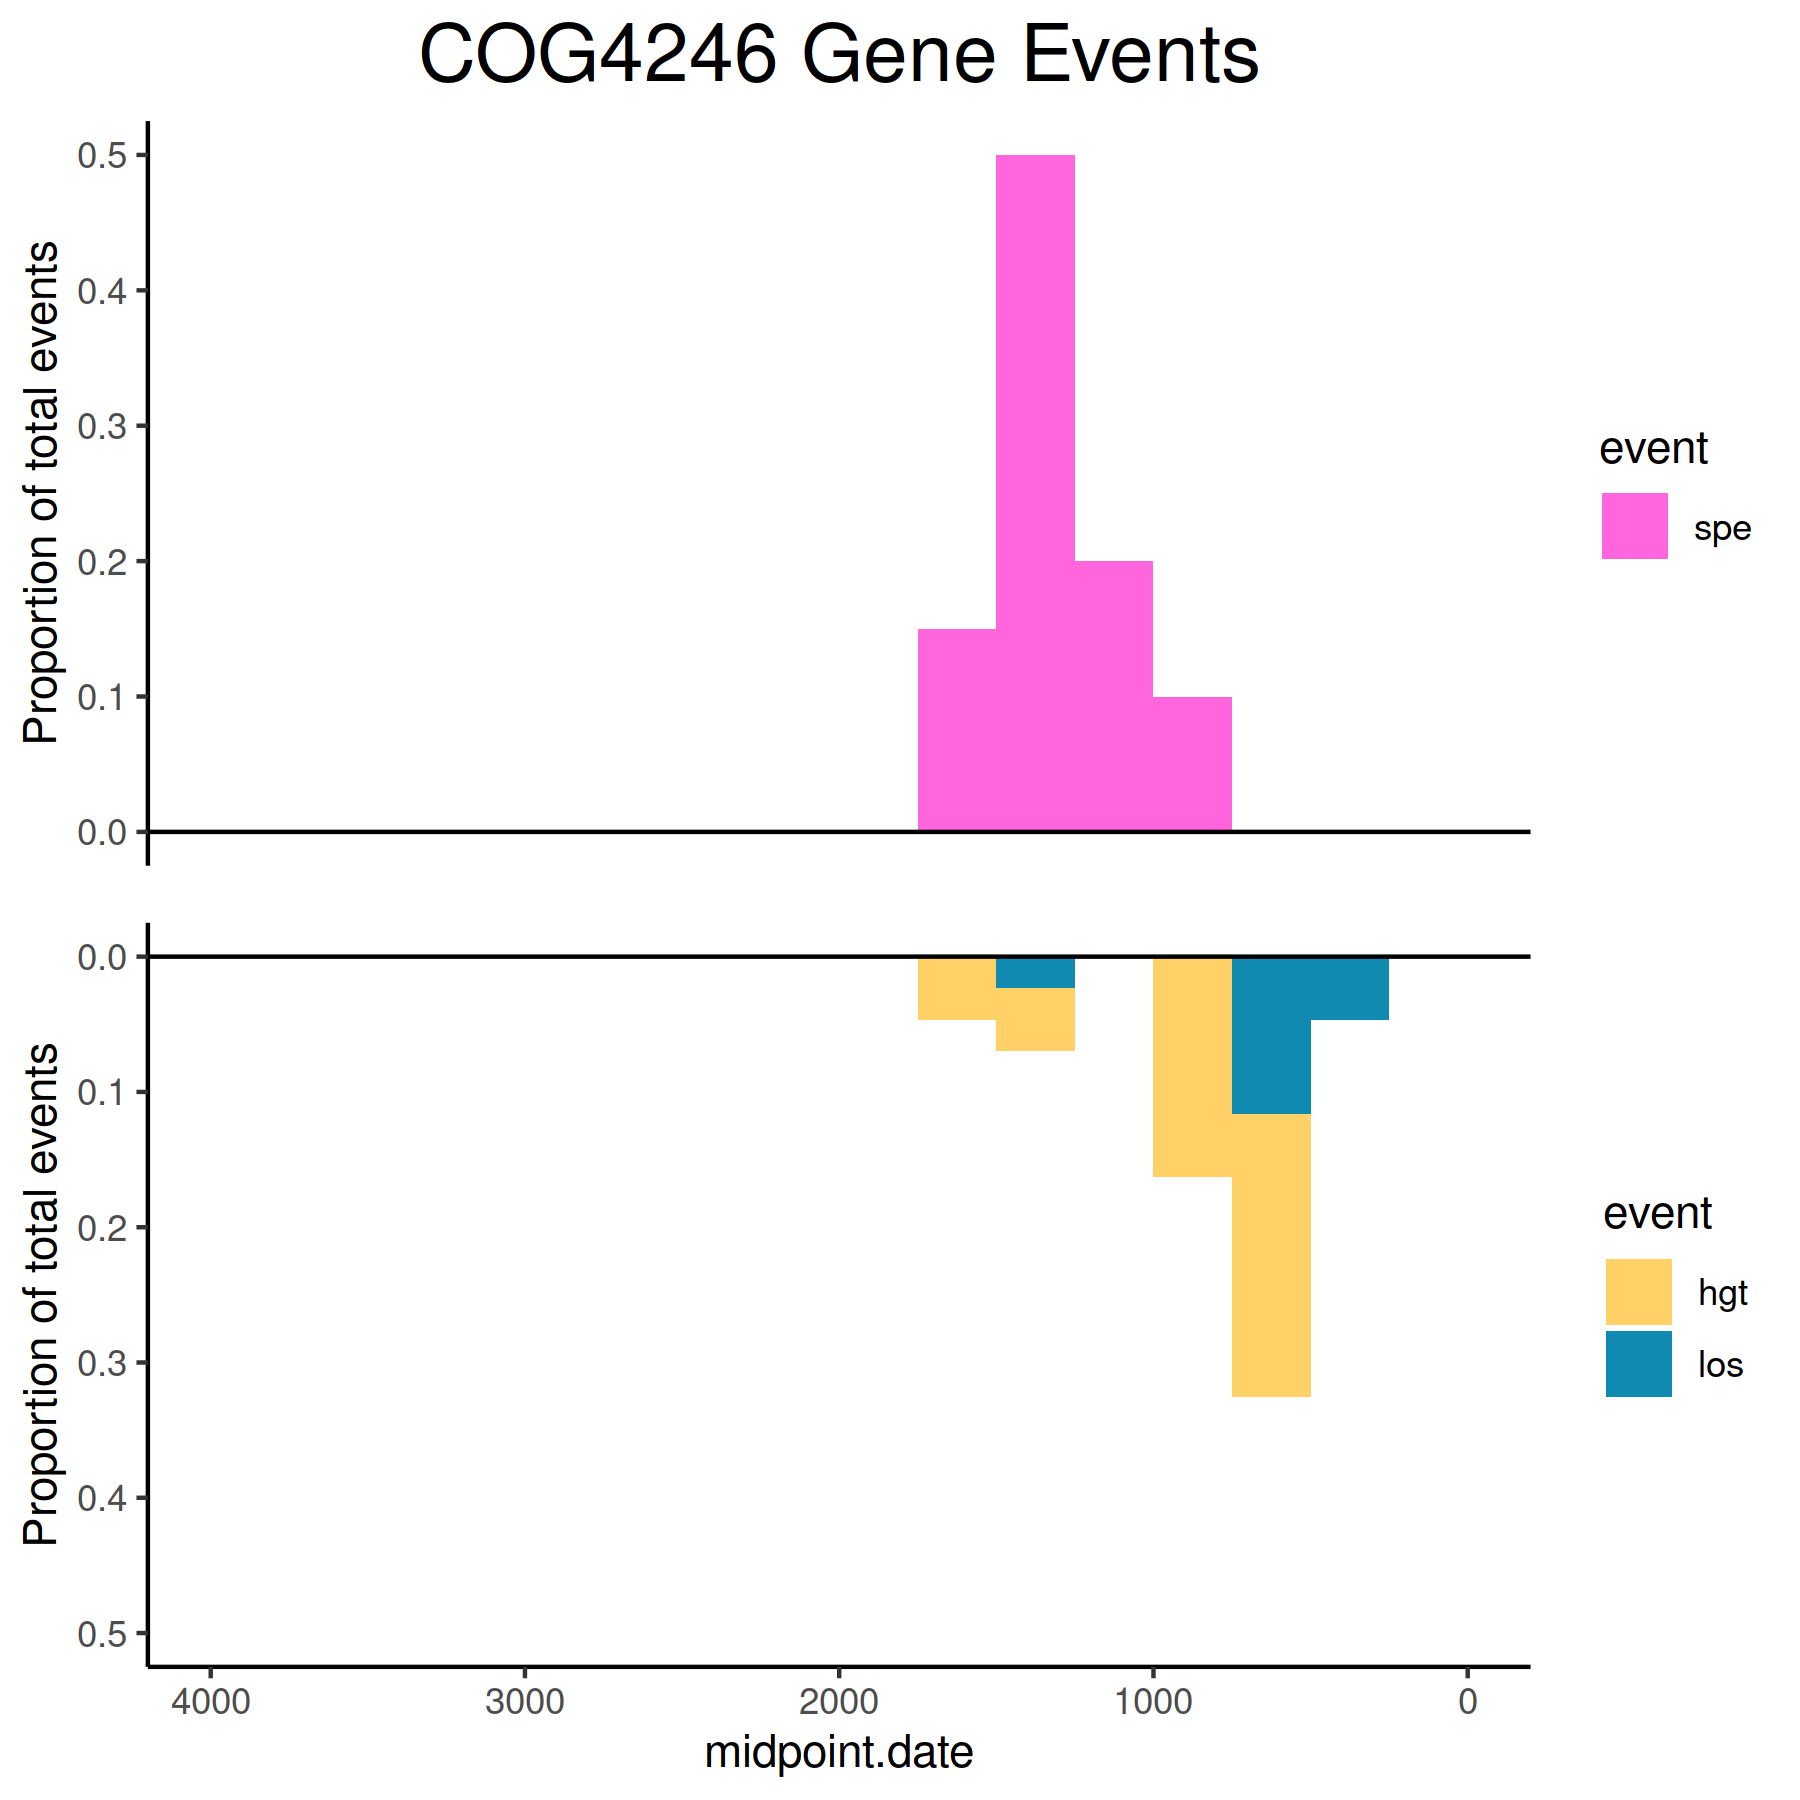 COG4246 Gene Events
Proportion of total events
0.5
0.4
0.3
0.2
0.1
0.0
event
spe
Proportion of total events
0.0
0.1
0.2
0.3
0.4
0.5
event
hgt
los
4000 3000 2000 1000 0
midpoint.date